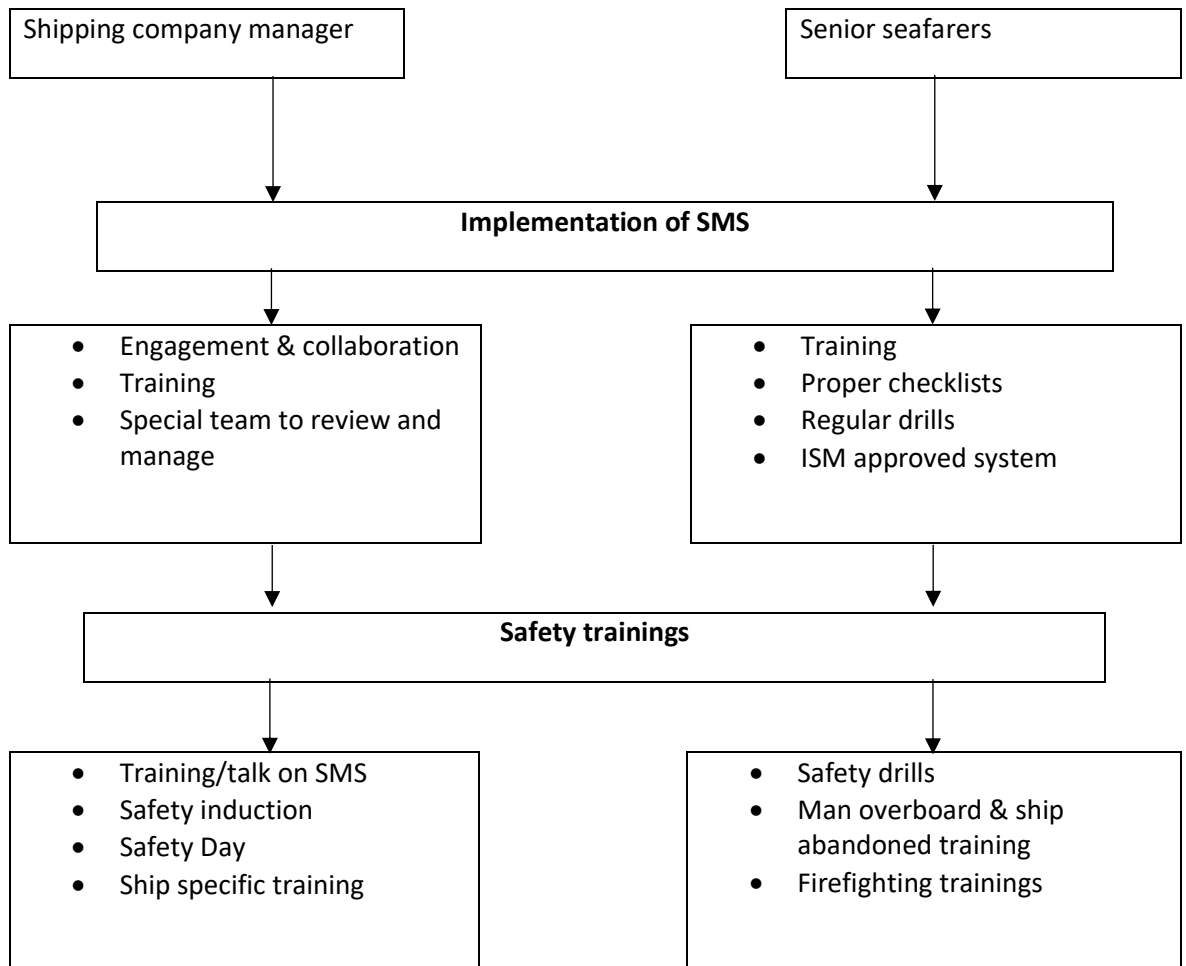 Shipping company manager
Senior seafarers
Implementation of SMS
• Engagement & collaboration
• Training
• Special team to review and
manage
• Training
• Proper checklists
• Regular drills
• ISM approved system
Safety trainings
• Training/talk on SMS
• Safety induction
• Safety Day
• Ship specific training
• Safety drills
• Man overboard & ship
abandoned training
• Firefighting trainings